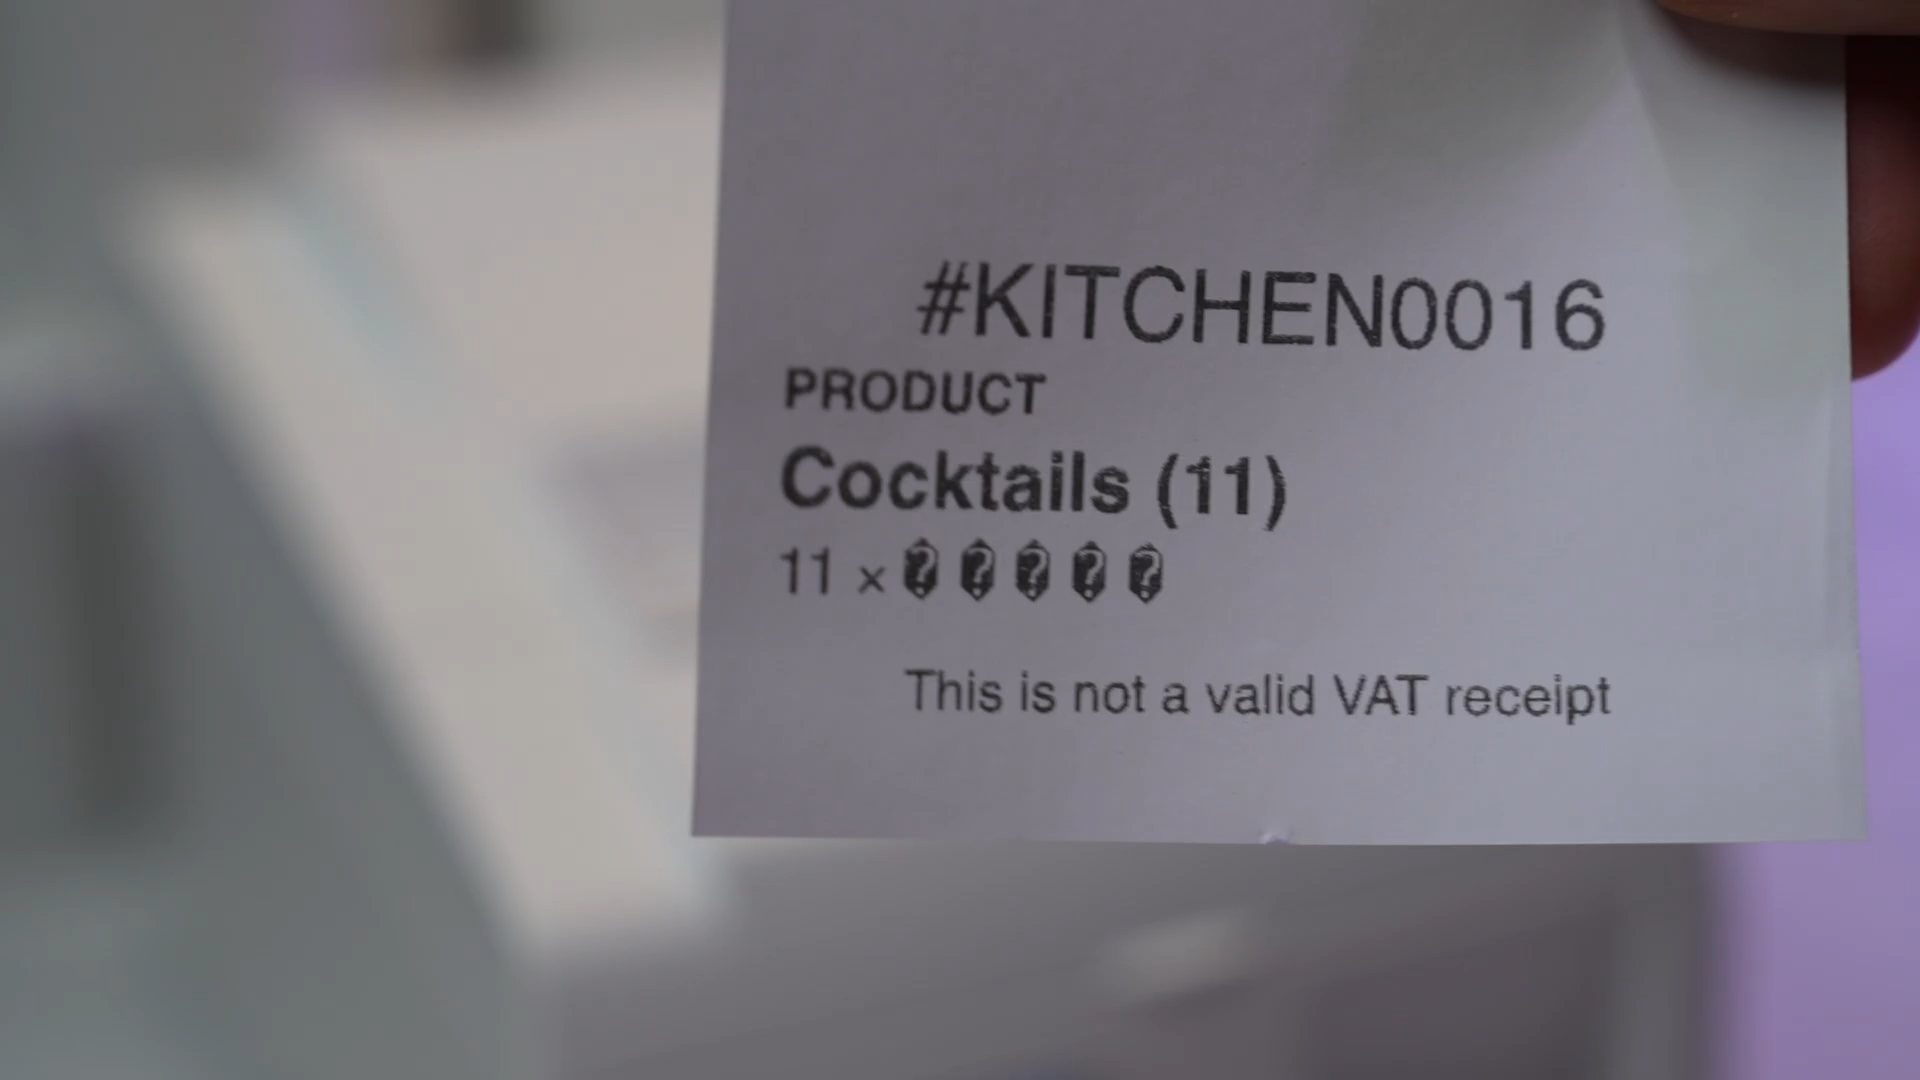 #KITCHEN0016
PRODUCT
Cocktails (11)
11 ×�����
This is not a valid VAT receipt